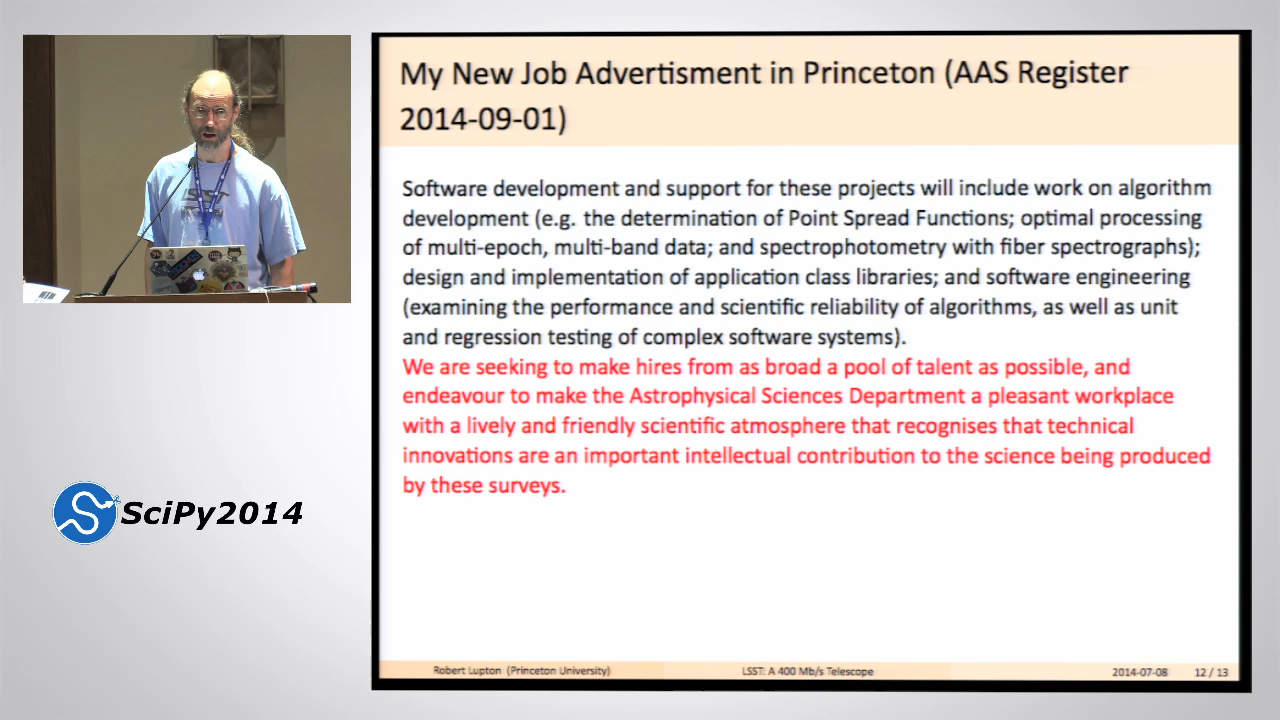 My New Job Advertisment in Princeton (AAS Register
2014-09-01)
Software development and support for these projects will include work on algorithm
development (e.g. the determination of Point Spread Functions; optimal processing
of multi-epoch, multi-band data; and spectrophotometry with fiber spectrographs);
design and implementation of application class libraries; and software engineering
(examining the performance and scientific reliability of algorithms, as well as unit
and regression testing of complex software systems).
We are seeking to make hires from as broad a pool of talent as possible, and
endeavour to make the Astrophysical Sciences Department a pleasant workplace
with a lively and friendly scientific atmosphere that recognises that technical
innovations are an important intellectual contribution to the science being produced
by these surveys.
SciPy2014
Robert Lupton (Princeton University) LSST: A 400 Mb/s Telescope 2014-07-08 12 / 13